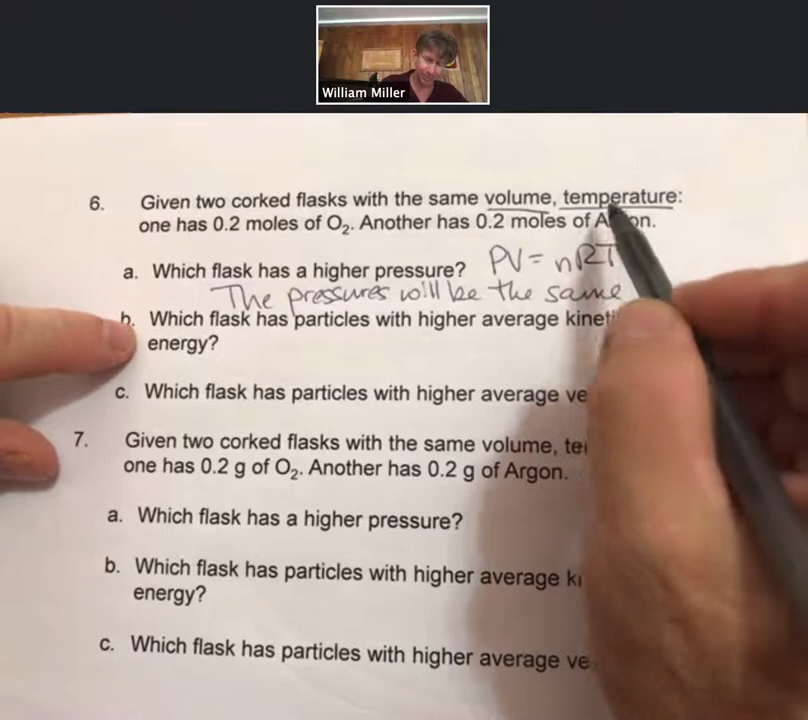 William Miller
6. Given two corked flasks with the same volume, temperature:
one has 0.2 moles of O₂. Another has 0.2 moles of
a. Which flask has a higher pressure? PV = nRT
The pressures will be the same
b. Which flask has particles with higher average
energy?
c. Which flask has particles with higher average
7. Given two corked flasks with the same volume,
one has 0.2 g of O₂. Another has 0.2 g of Argon.
a. Which flask has a higher pressure?
b. Which flask has particles with higher average
energy?
c. Which flask has particles with higher average